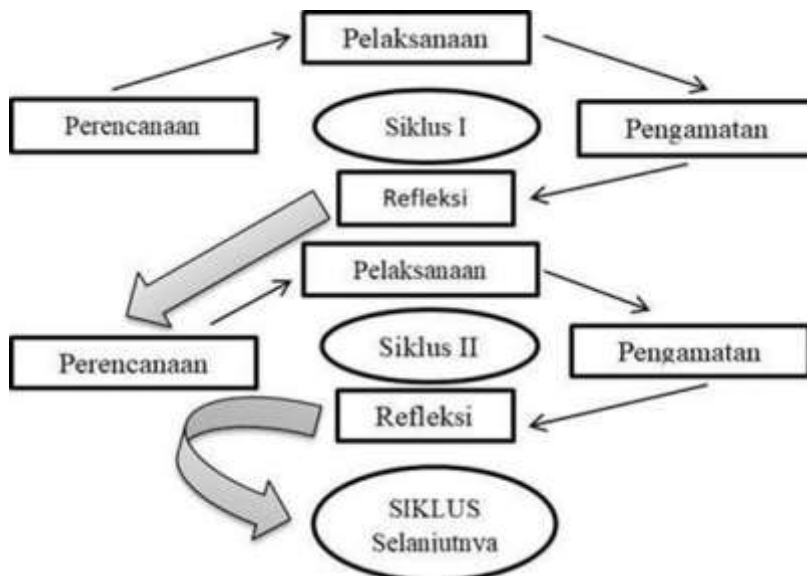 Pelaksanaan
Perencanaan
Siklus I
Pengamatan
Refleksi
Pelaksanaan
Perencanaan
Siklus II
Pengamatan
Refleksi
SIKLUS
Selanjutnya